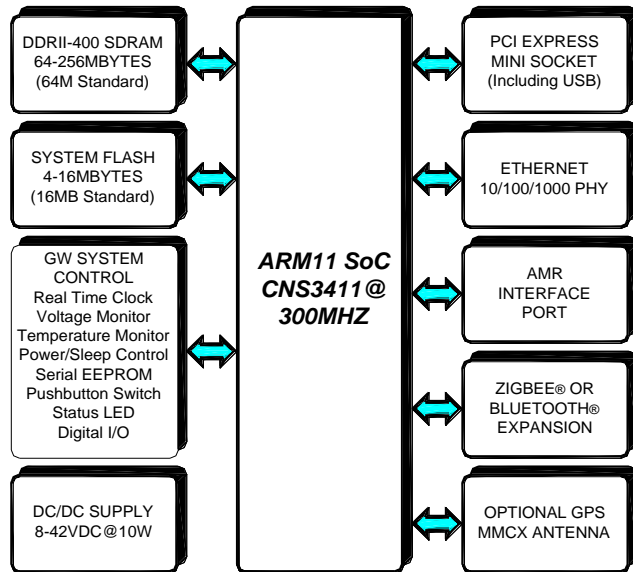 DDRII-400 SDRAM
64-256MBYTES
(64M Standard)
SYSTEM FLASH
4-16MBYTES
(16MB Standard)
GW SYSTEM
CONTROL
Real Time Clock
Voltage Monitor
Temperature Monitor
Power/Sleep Control
Serial EEPROM
Pushbutton Switch
Status LED
Digital I/O
DC/DC SUPPLY
8-42VDC@10W
ARM11 SoC
CNS3411@
300MHZ
PCI EXPRESS
MINI SOCKET
(Including USB)
ETHERNET
10/100/1000 PHY
AMR
INTERFACE
PORT
ZIGBEE® OR
BLUETOOTH®
EXPANSION
OPTIONAL GPS
MMCX ANTENNA